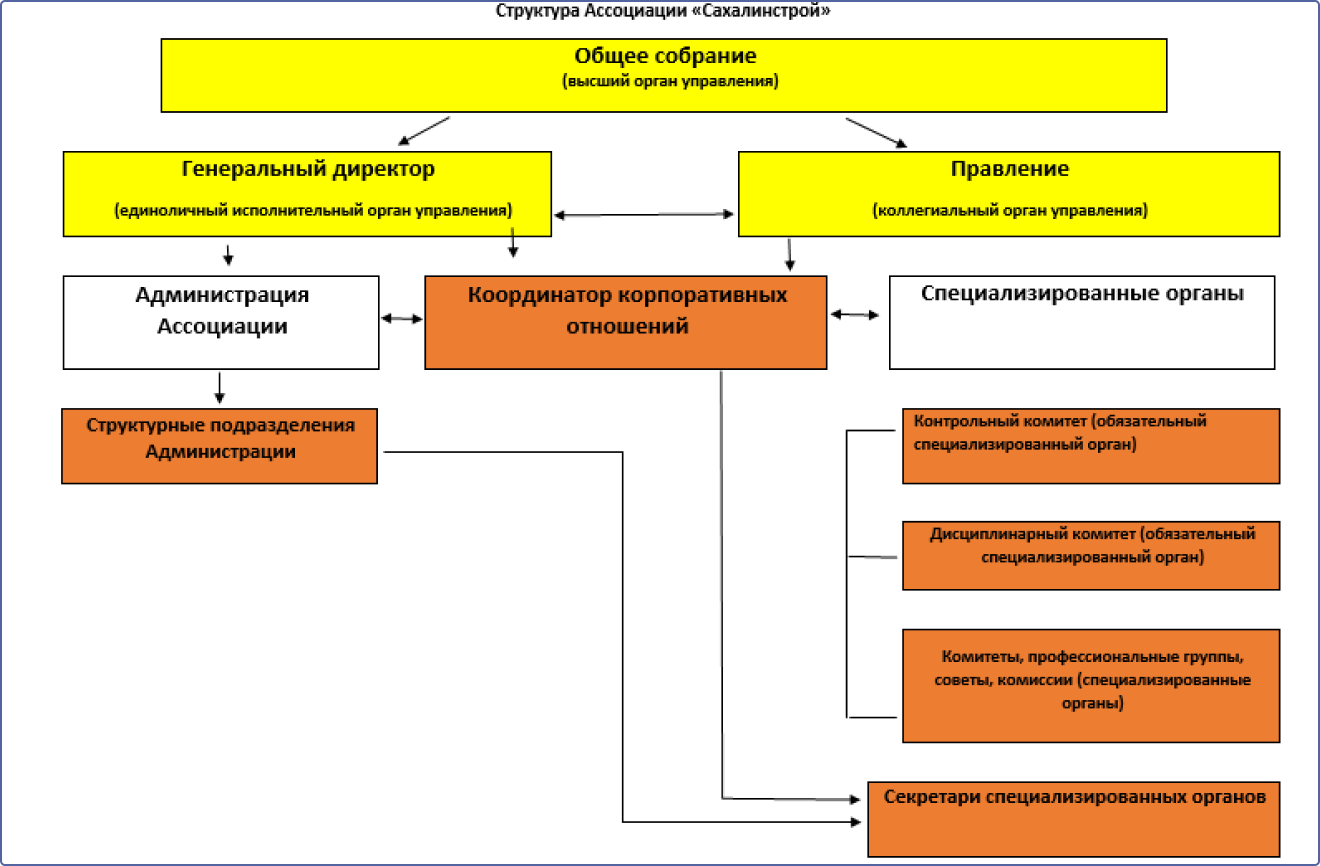 Структура Ассоциации «Сахалинстрой»
Общее собрание
(высший орган управления)
Генеральный директор
(единоличный исполнительный орган управления)
Правление
(коллегиальный орган управления)
Администрация
Ассоциации
Координатор корпоративных
отношений
Специализированные органы
Структурные подразделения
Администрации
Контрольный комитет (обязательный
специализированный орган)
Дисциплинарный комитет (обязательный
специализированный орган)
Комитеты, профессиональные группы,
советы, комиссии (специализированные
органы)
Секретари специализированных органов